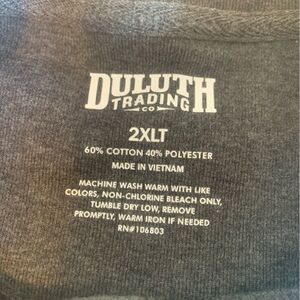 DULUTH
TRADING
CO
2XLT
60% COTTON 40% POLYESTER
MADE IN VIETNAM
MACHINE WASH WARM WITH LIKE
COLORS, NON-CHLORINE BLEACH ONLY,
TUMBLE DRY LOW, REMOVE
PROMPTLY, WARM IRON IF NEEDED
RN#106803